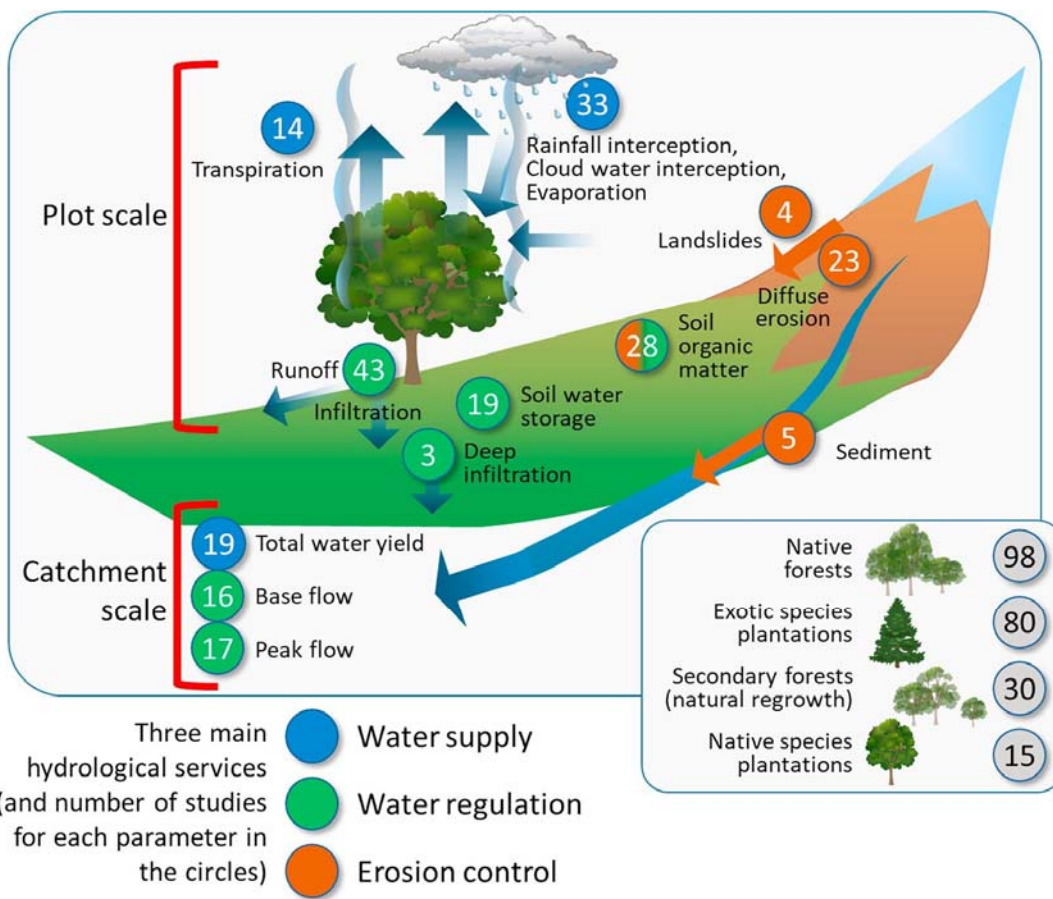 14
Transpiration
33
Rainfall interception,
Cloud water interception,
Evaporation
Plot scale
4
Landslides
23
Diffuse
erosion
28
Soil
organic
matter
Runoff
43
Infiltration
19
Soil water
storage
3
Deep
infiltration
5
Sediment
Catchment
scale
19
Total water yield
16
Base flow
17
Peak flow
Native
forests
98
Exotic species
plantations
80
Secondary forests
(natural regrowth)
30
Native species
plantations
15
Three main
hydrological services
(and number of studies
for each parameter in
the circles)
Water supply
Water regulation
Erosion control